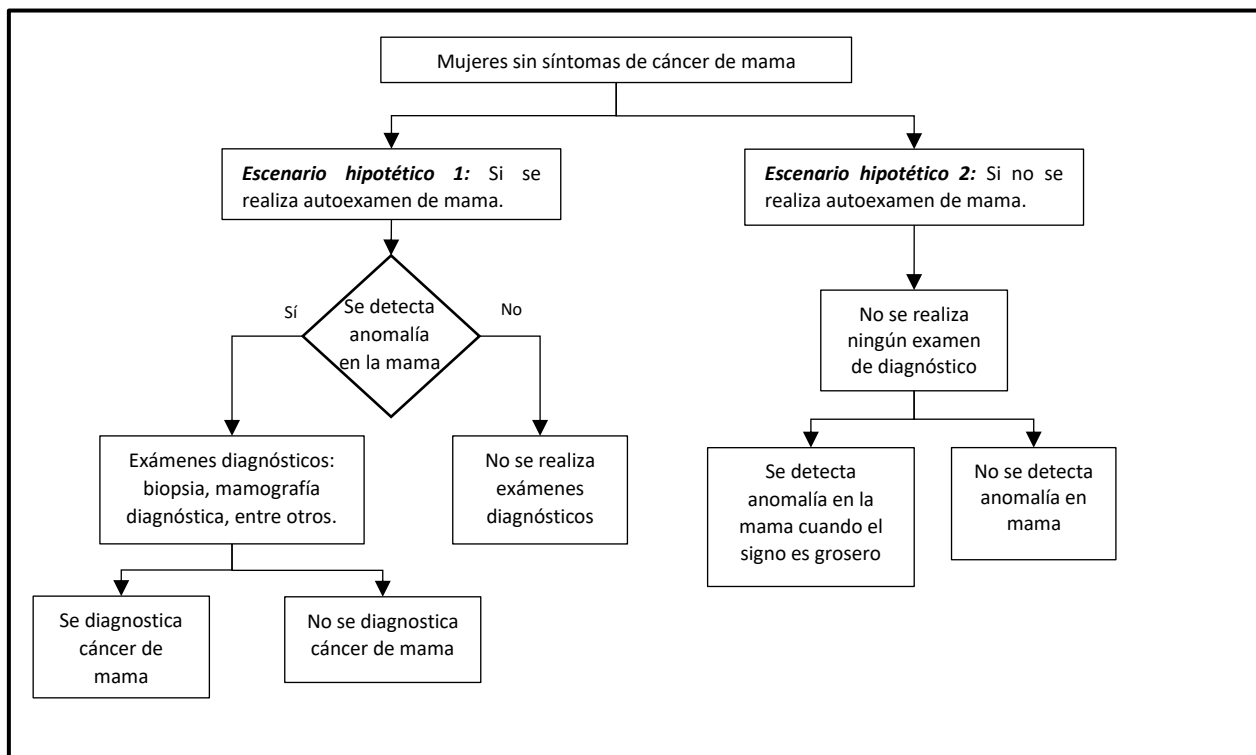 Mujeres sin síntomas de cáncer de mama
Escenario hipotético 1: Si se
realiza autoexamen de mama.
Escenario hipotético 2: Si no se
realiza autoexamen de mama.
Se detecta
anomalía
en la mama
Sí
No
No se realiza
ningún examen
de diagnóstico
Exámenes diagnósticos:
biopsia, mamografía
diagnóstica, entre otros.
No se realiza
exámenes
diagnósticos
Se detecta
anomalía en la
mama cuando el
signo es grosero
No se detecta
anomalía en
mama
Se diagnostica
cáncer de
mama
No se diagnostica
cáncer de mama